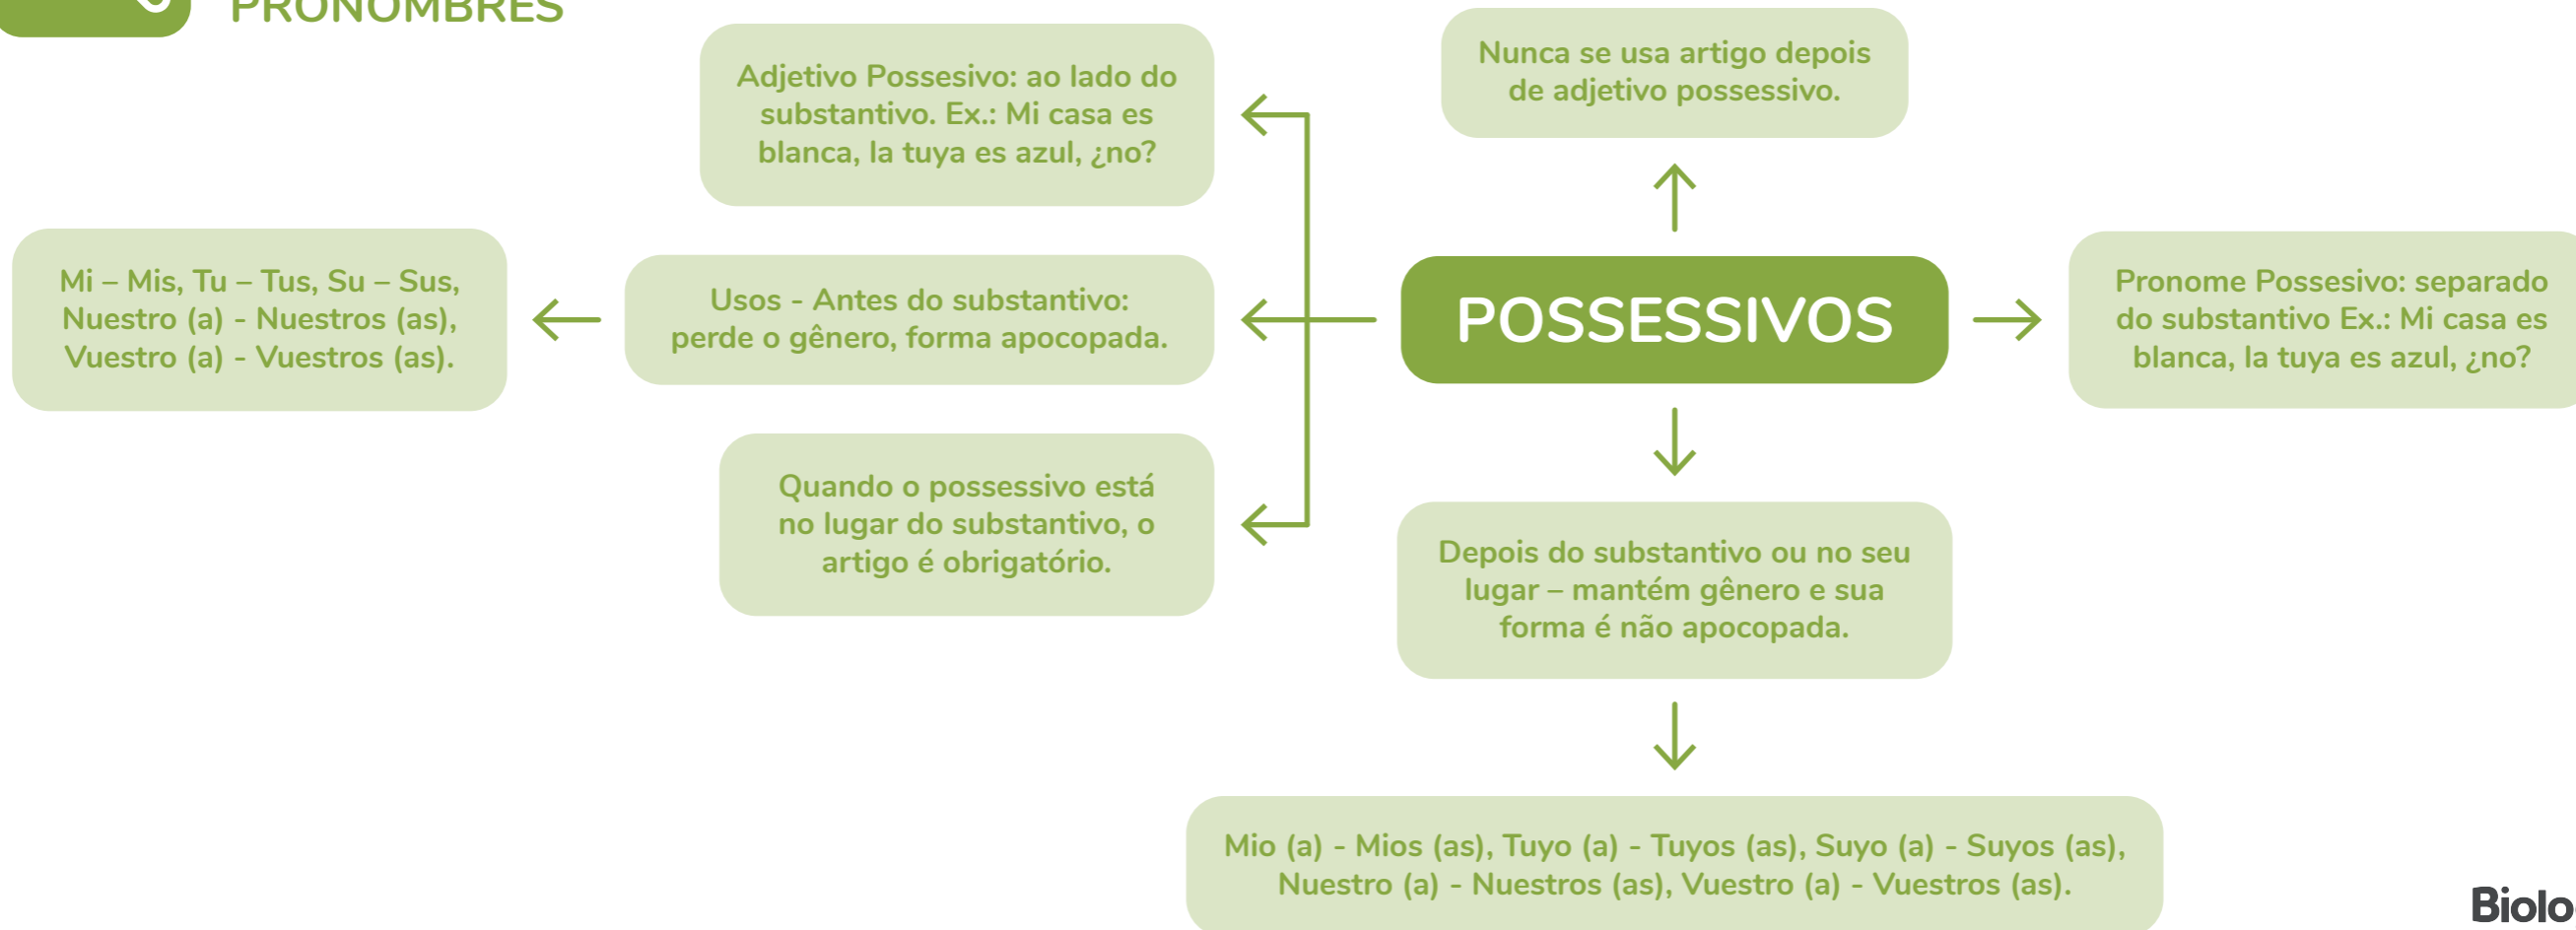 PRONOMBRES
Adjetivo Possesivo: ao lado do
substantivo. Ex.: Mi casa es
blanca, la tuya es azul, ¿no?
Nunca se usa artigo depois
de adjetivo possessivo.
Mi – Mis, Tu – Tus, Su – Sus,
Nuestro (a) - Nuestros (as),
Vuestro (a) - Vuestros (as).
Usos - Antes do substantivo:
perde o gênero, forma apocopada.
POSSESSIVOS
Pronome Possesivo: separado
do substantivo Ex.: Mi casa es
blanca, la tuya es azul, ¿no?
Quando o possessivo está
no lugar do substantivo, o
artigo é obrigatório.
Depois do substantivo ou no seu
lugar – mantém gênero e sua
forma é não apocopada.
Mio (a) - Mios (as), Tuyo (a) - Tuyos (as), Suyo (a) - Suyos (as),
Nuestro (a) - Nuestros (as), Vuestro (a) - Vuestros (as).
Biolo